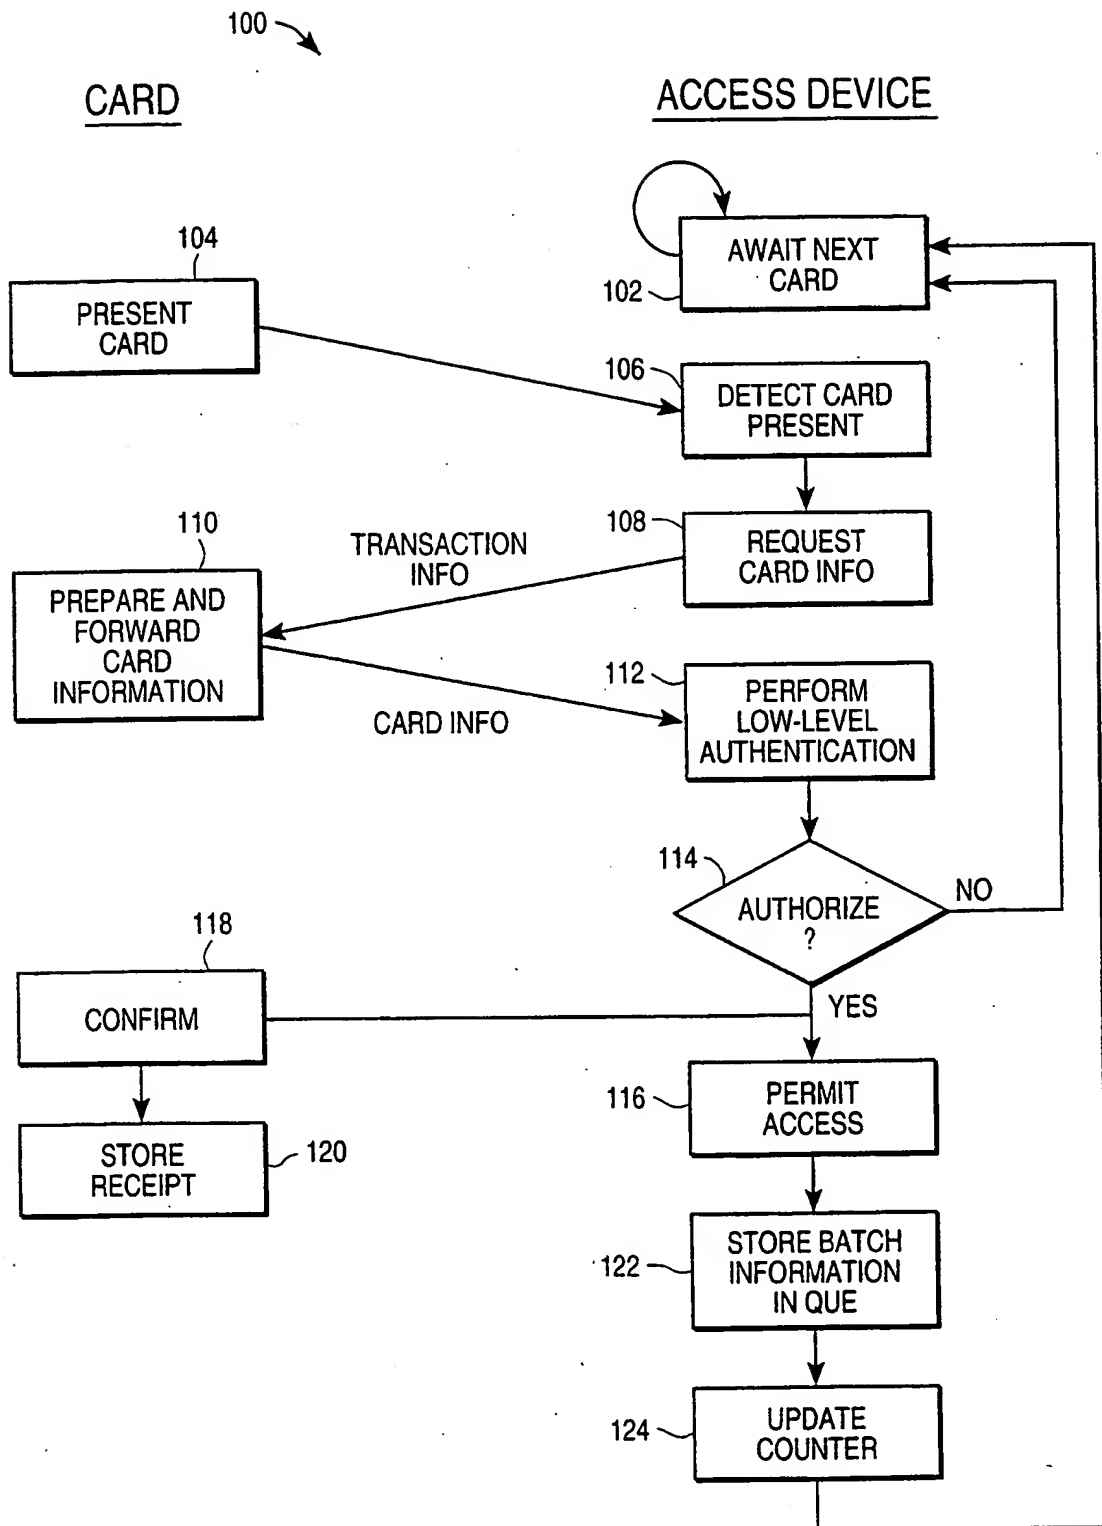 100
CARD
ACCESS DEVICE
AWAIT NEXT
CARD
102
104
PRESENT
CARD
106
DETECT CARD
PRESENT
108
REQUEST
CARD INFO
TRANSACTION
INFO
110
PREPARE AND
FORWARD
CARD
INFORMATION
CARD INFO
112
PERFORM
LOW-LEVEL
AUTHENTICATION
114
AUTHORIZE
?
NO
YES
118
CONFIRM
116
PERMIT
ACCESS
STORE
RECEIPT
120
122
STORE BATCH
INFORMATION
IN QUE
124
UPDATE
COUNTER